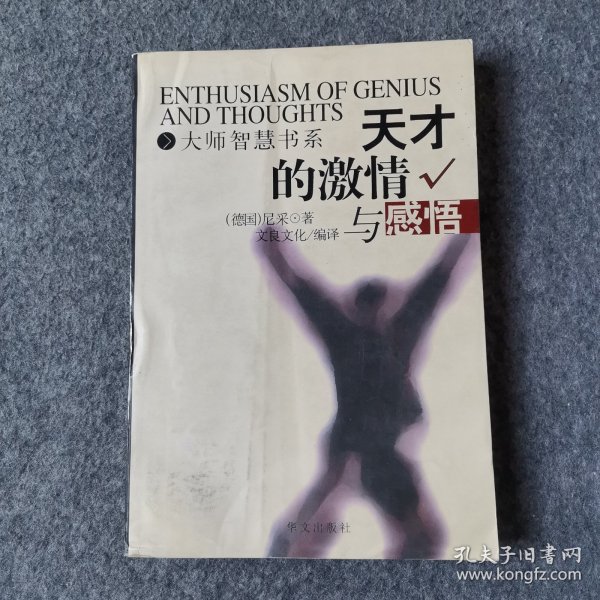 ENTHUSIASM OF GENIUS
AND THOUGHTS
大师智慧书系
天才
的激情
与感悟
(德国)尼采⊙著
文良文化/编译
华文出版社
孔夫子旧书网
www.kongfz.com